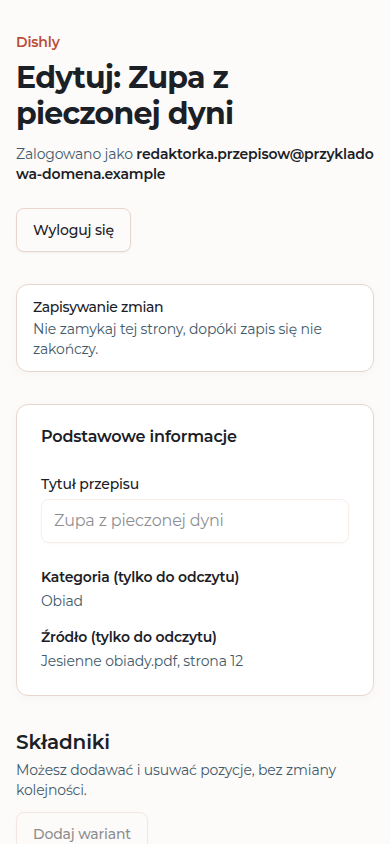 Dishly
Edytuj: Zupa z
pieczonej dyni
Zalogowano jako redaktorka.przepisow@przyklado
wa-domena.example
Wyloguj się
Zapisywanie zmian
Nie zamykaj tej strony, dopóki zapis się nie
zakończy.
Podstawowe informacje
Tytuł przepisu
Zupa z pieczonej dyni
Kategoria (tylko do odczytu)
Obiad
Źródło (tylko do odczytu)
Jesienne obiady.pdf, strona 12
Składniki
Możesz dodawać i usuwać pozycje, bez zmiany
kolejności.
Dodaj wariant